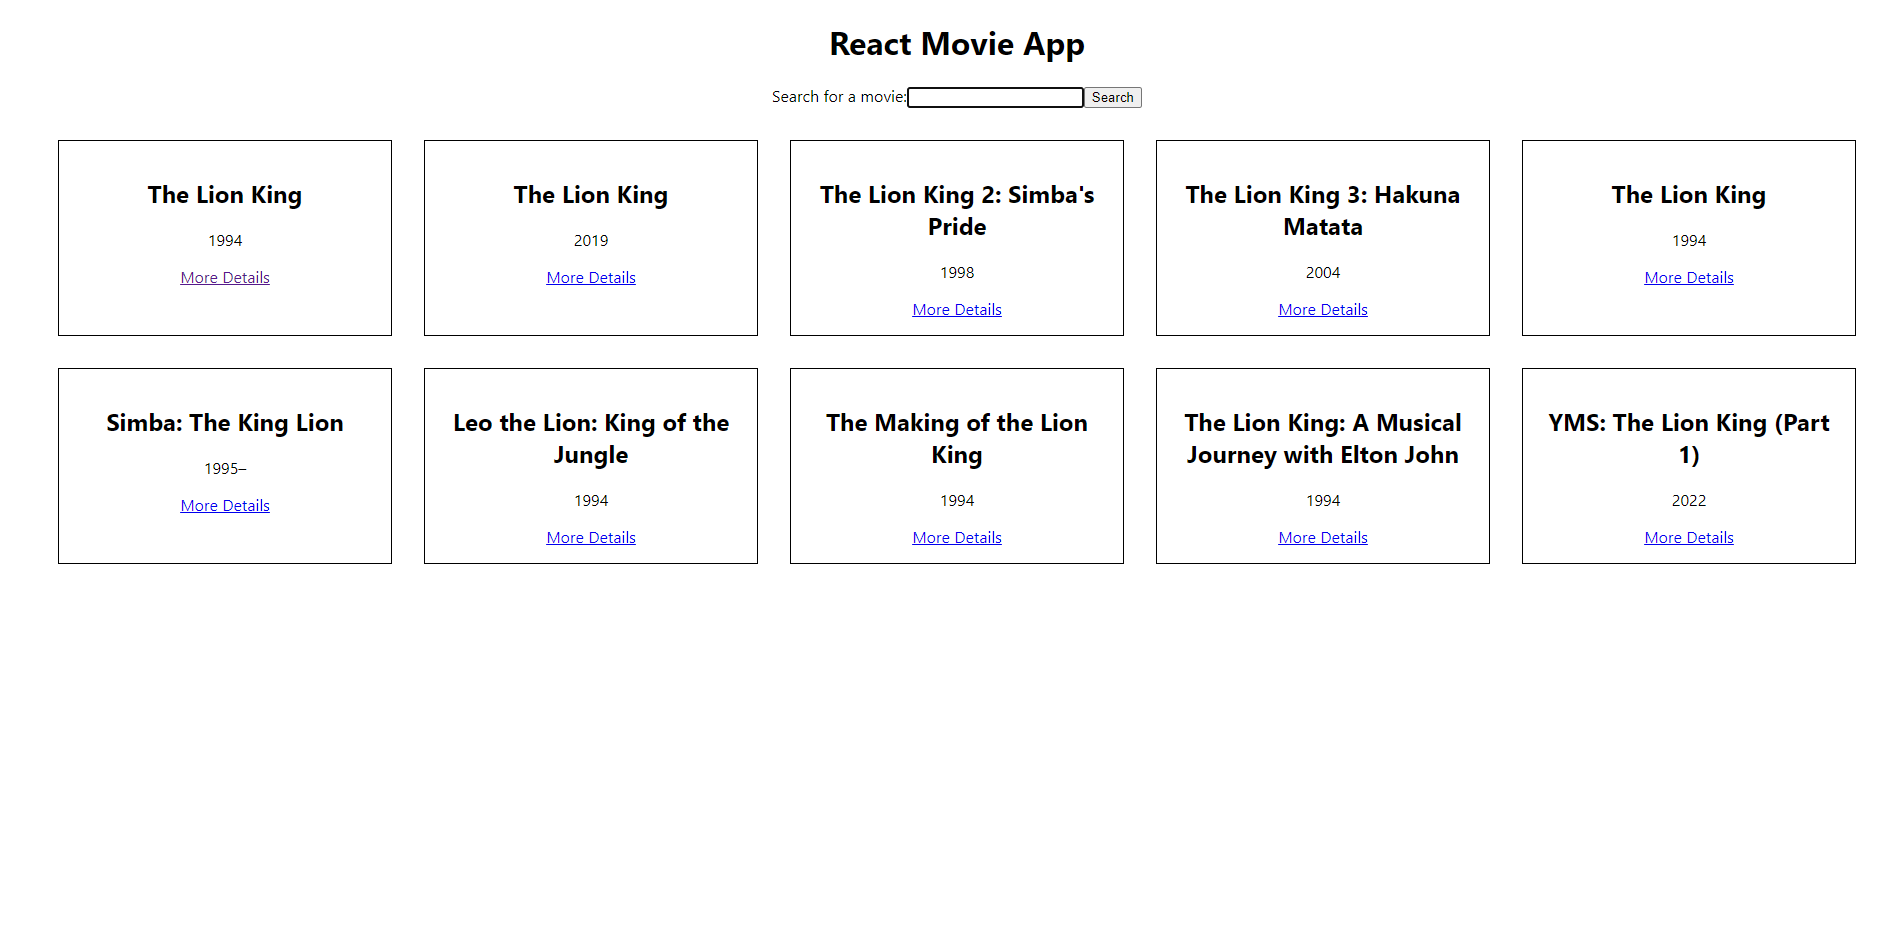 React Movie App
Search for a movie: Search
The Lion King
1994
More Details
The Lion King
2019
More Details
The Lion King 2: Simba's
Pride
1998
More Details
The Lion King 3: Hakuna
Matata
2004
More Details
The Lion King
1994
More Details
Simba: The King Lion
1995–
More Details
Leo the Lion: King of the
Jungle
1994
More Details
The Making of the Lion
King
1994
More Details
The Lion King: A Musical
Journey with Elton John
1994
More Details
YMS: The Lion King (Part
1)
2022
More Details